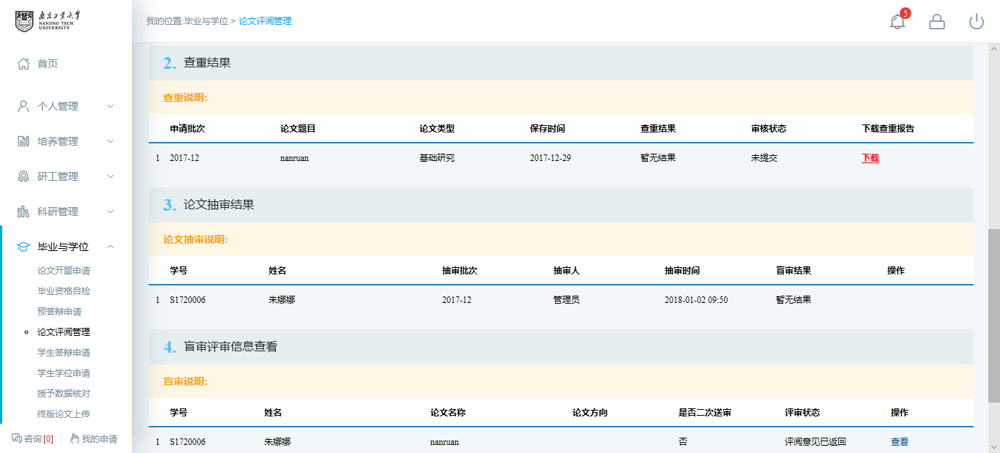 南京工业大学
NANJING TECH
UNIVERSITY
我的位置:毕业与学位 > 论文评阅管理
5
首页
个人管理
培养管理
研工管理
科研管理
毕业与学位
论文开题申请
毕业资格自检
预答辩申请
论文评阅管理
学生答辩申请
学生学位申请
授予数据核对
终版论文上传
咨询[0] 我的申请
2. 查重结果
查重说明:
申请批次 论文题目 论文类型 保存时间 查重结果 审核状态 下载查重报告
1 2017-12 nanruan 基础研究 2017-12-29 暂无结果 未提交 下载
3. 论文抽审结果
论文抽审说明:
学号 姓名 抽审批次 抽审人 抽审时间 盲审结果 操作
1 S1720006 朱娜娜 2017-12 管理员 2018-01-02 09:50 暂无结果
4. 盲审评审信息查看
盲审说明:
学号 姓名 论文名称 论文方向 是否二次送审 评审状态 操作
1 S1720006 朱娜娜 nanruan 否 评阅意见已返回 查看